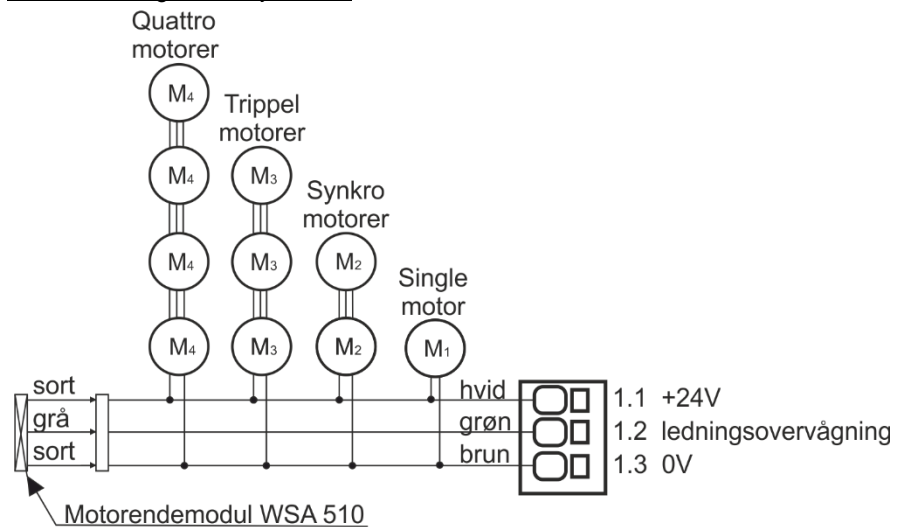 Quattro
motorer
M4
Trippel
motorer
M4
M3
Synkro
motorer
M4
M3
M2
Single
motor
M4
M3
M2
M1
sort
hvid
1.1 +24V
grå
grøn
1.2 ledningsovervågning
sort
brun
1.3 0V
Motorendemodul WSA 510